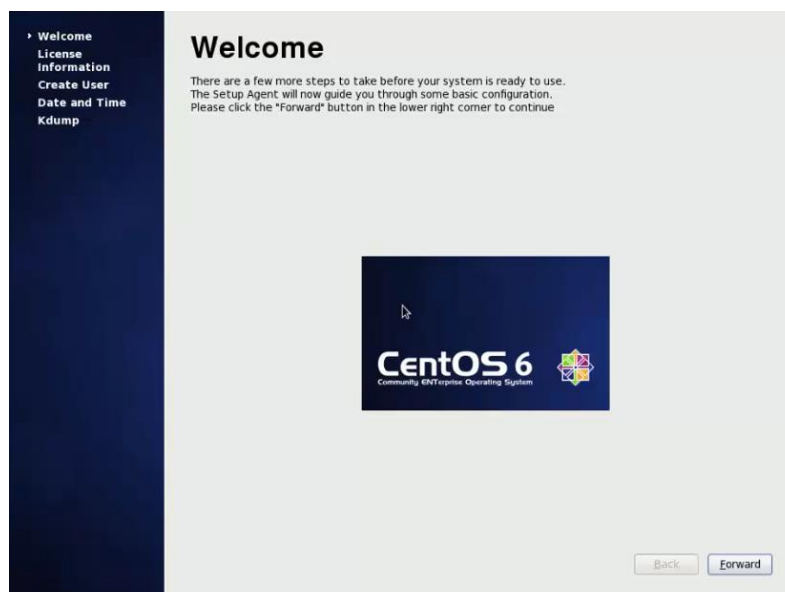 Welcome
License
Information
Create User
Date and Time
Kdump
Welcome
There are a few more steps to take before your system is ready to use.
The Setup Agent will now guide you through some basic configuration.
Please click the "Forward" button in the lower right corner to continue
CentOS 6
Community ENTerprise Operating System
Back
Forward